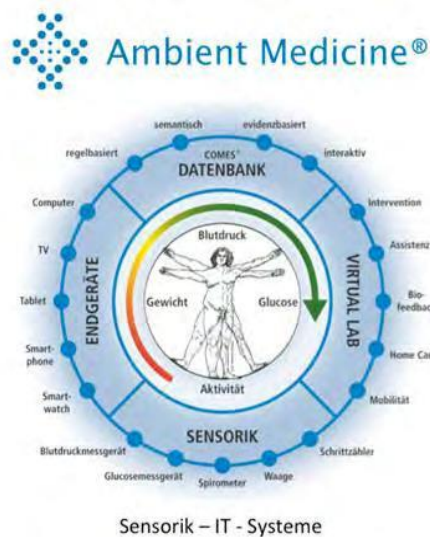 Ambient Medicine®
semantisch
evidenzbasiert
regelbasiert
interaktiv
COMES®
DATENBANK
Computer
Intervention
TV
Assistenz
Tablet
Bio-
feedback
Smart-
phone
Home Care
Smart-
watch
Mobilität
ENDGERÄTE
VIRTUAL LAB
Blutdruck
Gewicht
Glucose
Aktivität
SENSORIK
Blutdruckmessgerät
Schrittzähler
Glucosemessgerät
Waage
Spirometer
Sensorik – IT - Systeme